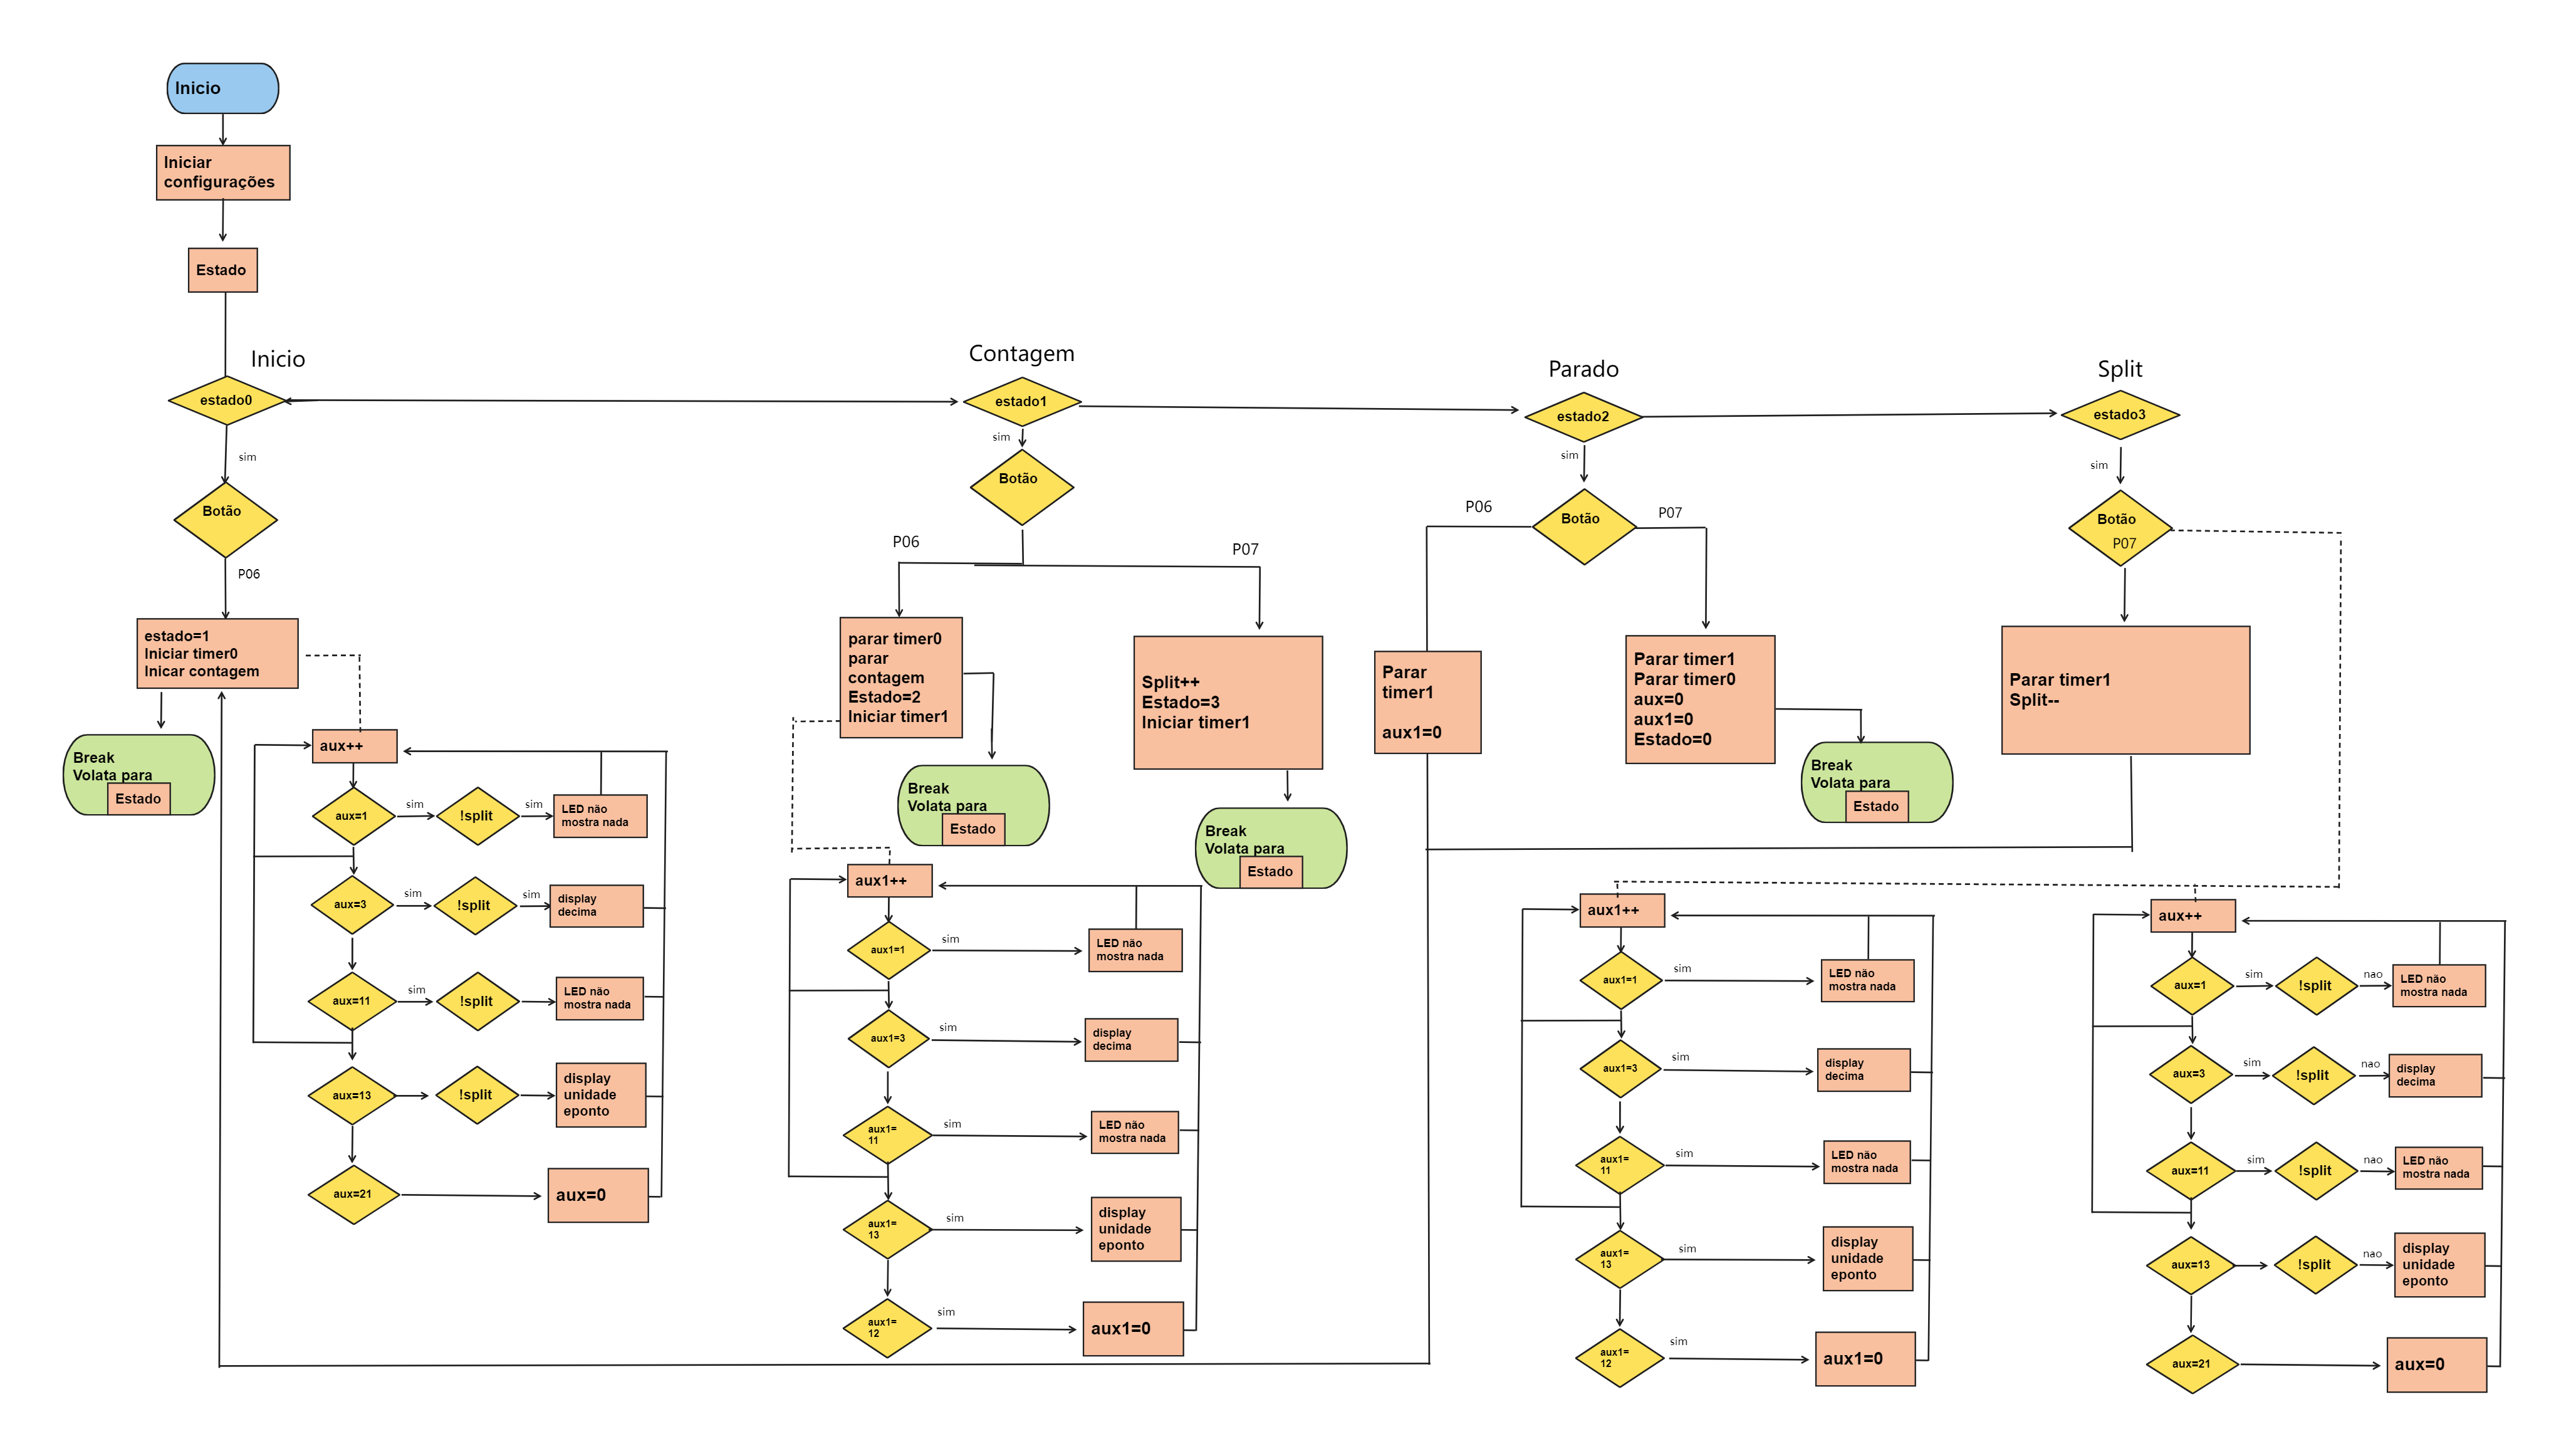 Inicio
Iniciar
configurações
Estado
Inicio
estado0
sim
Botão
P06
estado=1
Iniciar timer0
Inicar contagem
Break
Volata para
Estado
aux++
aux=1
sim
!split
sim
LED não
mostra nada
aux=3
sim
!split
sim
display
decima
aux=11
sim
!split
LED não
mostra nada
aux=13
!split
display
unidade
eponto
aux=21
aux=0
Contagem
estado1
sim
Botão
P06
P07
parar timer0
parar
contagem
Estado=2
Iniciar timer1
Break
Volata para
Estado
Split++
Estado=3
Iniciar timer1
Break
Volata para
Estado
aux1++
aux1=1
sim
LED não
mostra nada
aux1=3
sim
display
decima
aux1=
11
sim
LED não
mostra nada
aux1=
13
sim
display
unidade
eponto
aux1=
12
sim
aux1=0
Parado
estado2
sim
Botão
P06
P07
Parar
timer1
aux1=0
Parar timer1
Parar timer0
aux=0
aux1=0
Estado=0
Break
Volata para
Estado
Split
estado3
sim
Botão
P07
Parar timer1
Split--
aux1++
aux1=1
sim
LED não
mostra nada
aux1=3
sim
display
decima
aux1=
11
sim
LED não
mostra nada
aux1=
13
sim
display
unidade
eponto
aux1=
12
sim
aux1=0
aux++
aux=1
sim
!split
nao
LED não
mostra nada
aux=3
sim
!split
nao
display
decima
aux=11
sim
!split
nao
LED não
mostra nada
aux=13
!split
nao
display
unidade
eponto
aux=21
aux=0